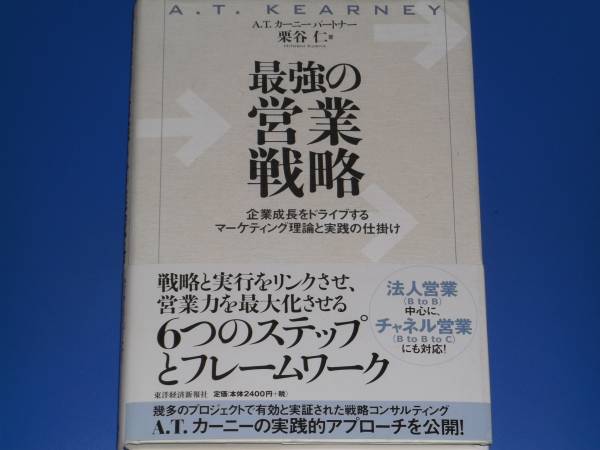 A.T. KEARNEY
A.T. カーニー パートナー
栗谷 仁 著
最強の
営業
戦略
企業成長をドライブする
マーケティング理論と実践の仕掛け
戦略と実行をリンクさせ、
営業力を最大化させる
6つのステップ
とフレームワーク
法人営業
(B to B)
中心に、
チャネル営業
(B to B to C)
にも対応!
東洋経済新報社 定価(本体2400円+税)
幾多のプロジェクトで有効と実証された戦略コンサルティング
A.T. カーニーの実践的アプローチを公開!